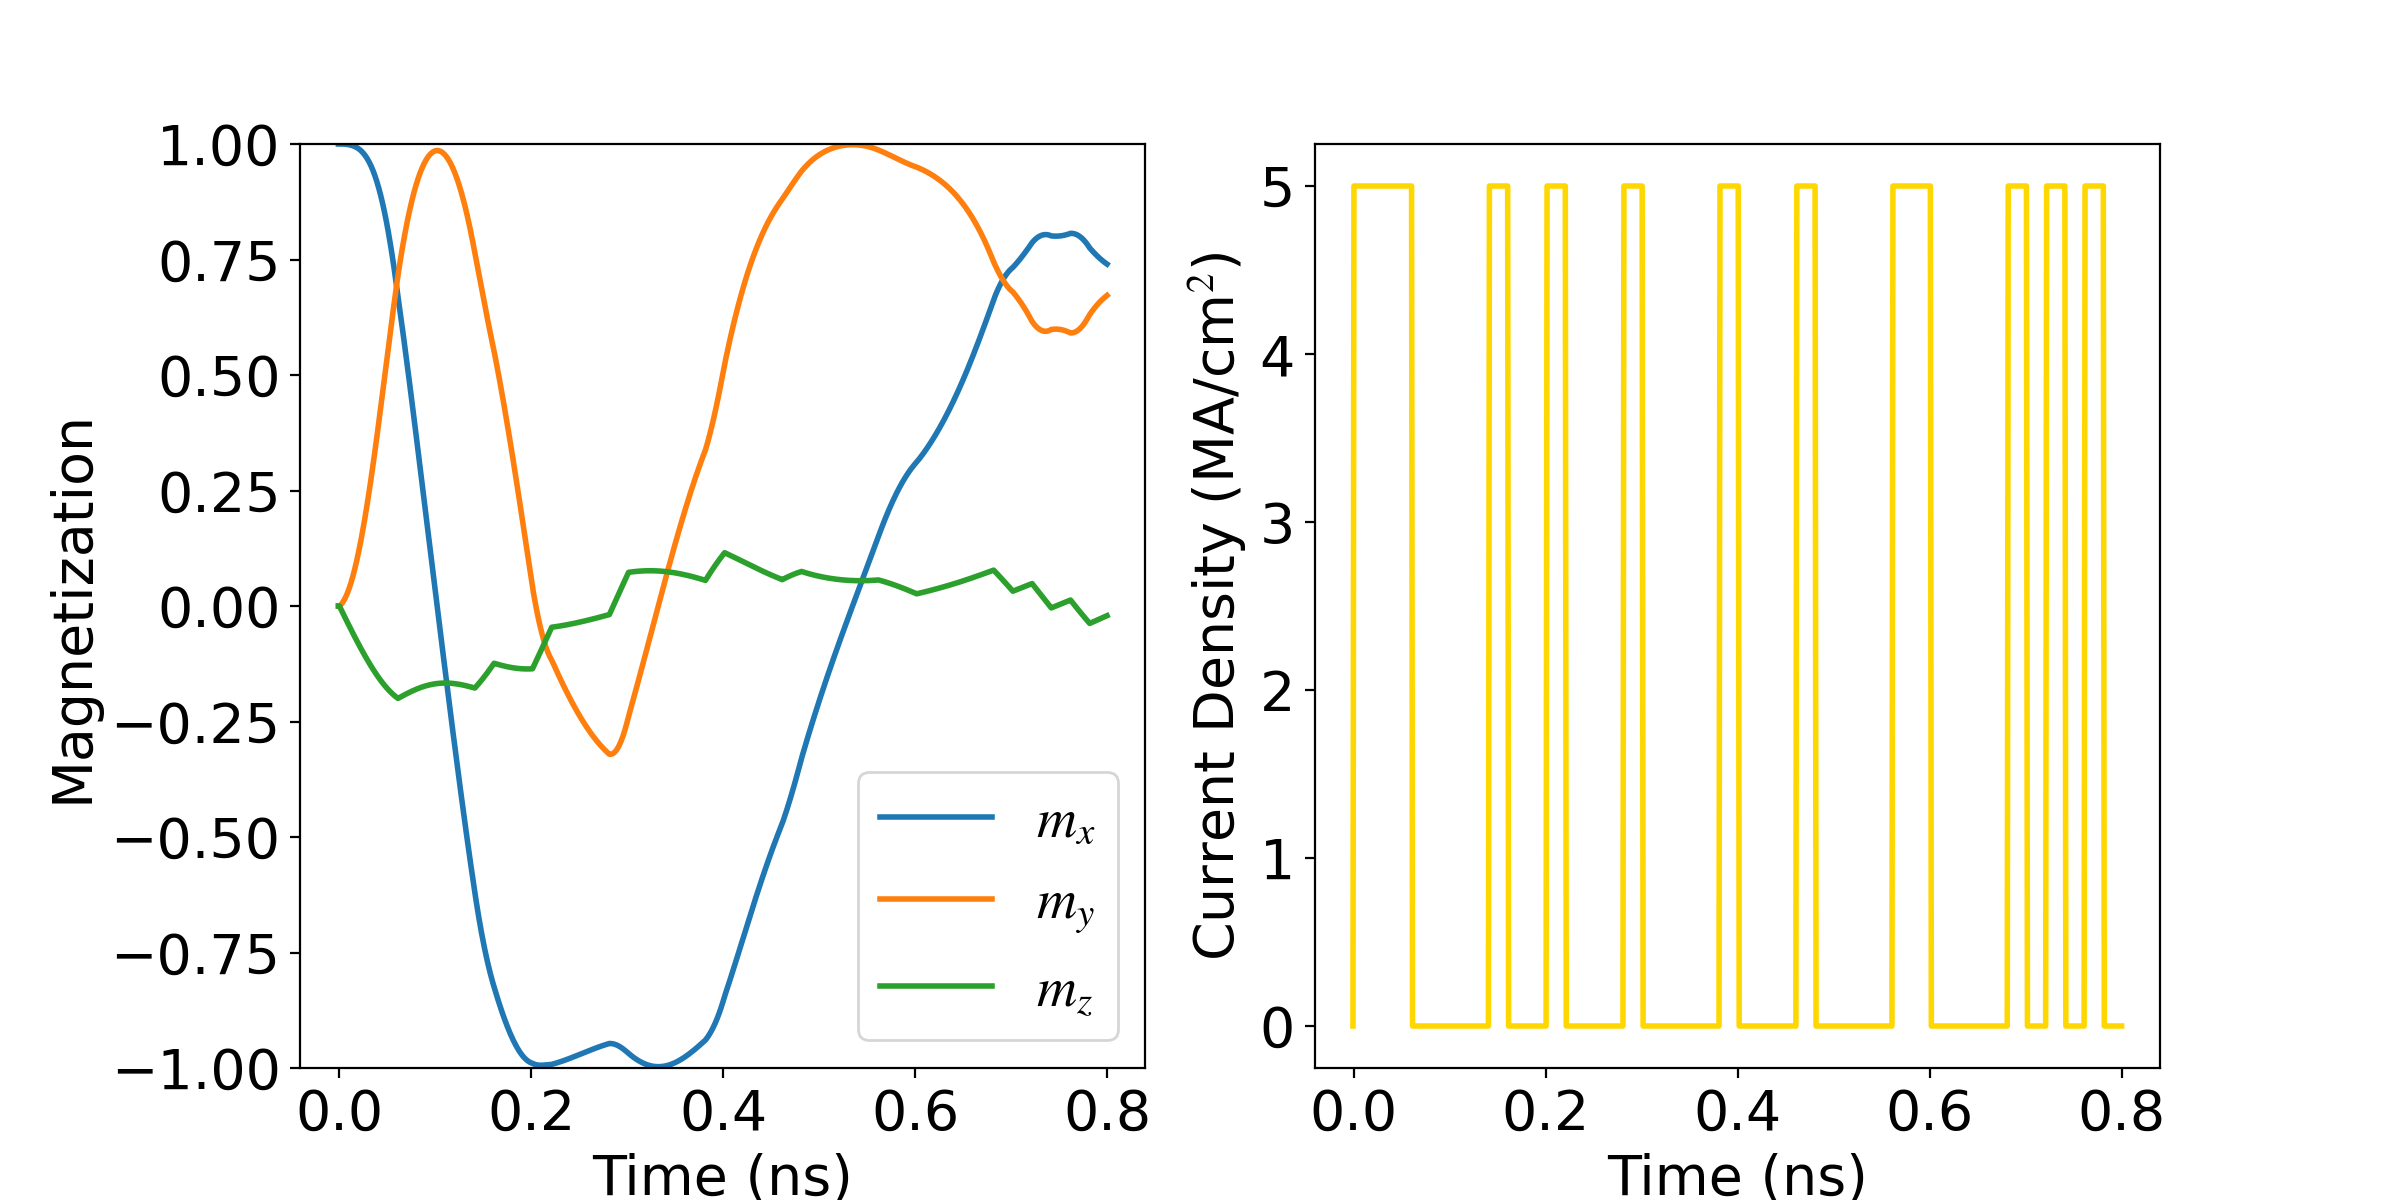 1.00
0.75
0.50
0.25
0.00
−0.25
−0.50
−0.75
−1.00
Magnetization
0.0 0.2 0.4 0.6 0.8
Time (ns)
m_x
m_y
m_z
5
4
3
2
1
0
Current Density (MA/cm²)
0.0 0.2 0.4 0.6 0.8
Time (ns)